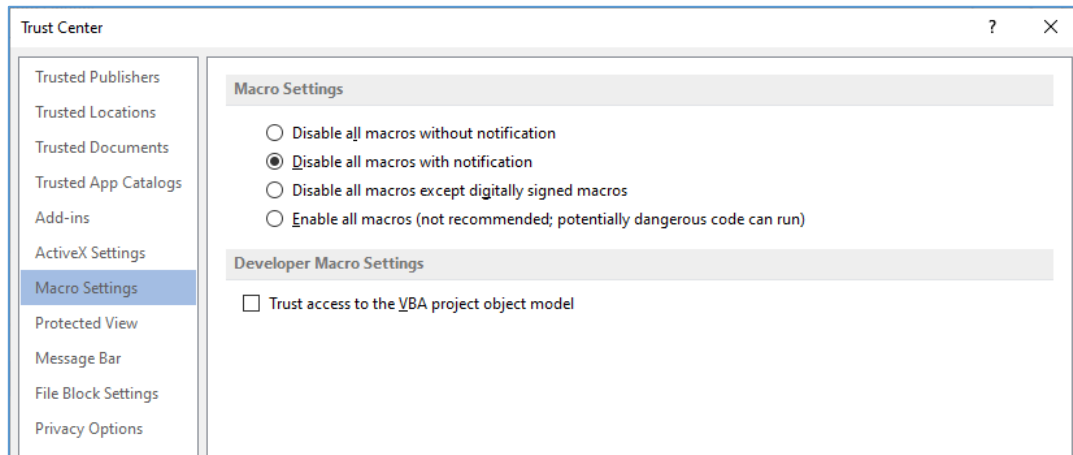 Trust Center
?
Trusted Publishers
Trusted Locations
Trusted Documents
Trusted App Catalogs
Add-ins
ActiveX Settings
Macro Settings
Protected View
Message Bar
File Block Settings
Privacy Options
Macro Settings
Disable all macros without notification
Disable all macros with notification
Disable all macros except digitally signed macros
Enable all macros (not recommended; potentially dangerous code can run)
Developer Macro Settings
Trust access to the VBA project object model